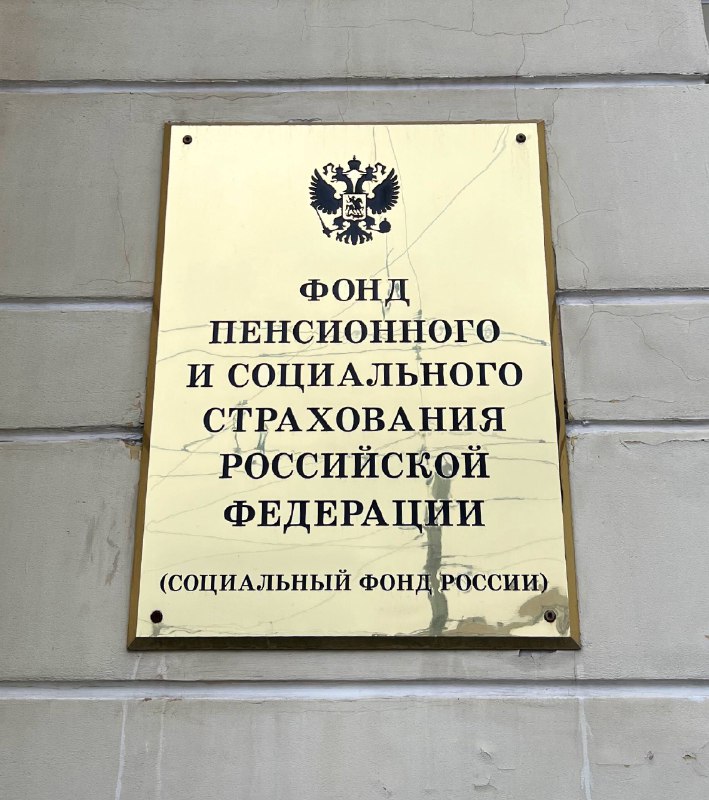 ФОНД
ПЕНСИОННОГО
И СОЦИАЛЬНОГО
СТРАХОВАНИЯ
РОССИЙСКОЙ
ФЕДЕРАЦИИ
(СОЦИАЛЬНЫЙ ФОНД РОССИИ)